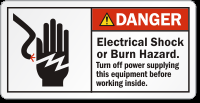 DANGER
Electrical Shock
or Burn Hazard.
Turn off power supplying
this equipment before
working inside.